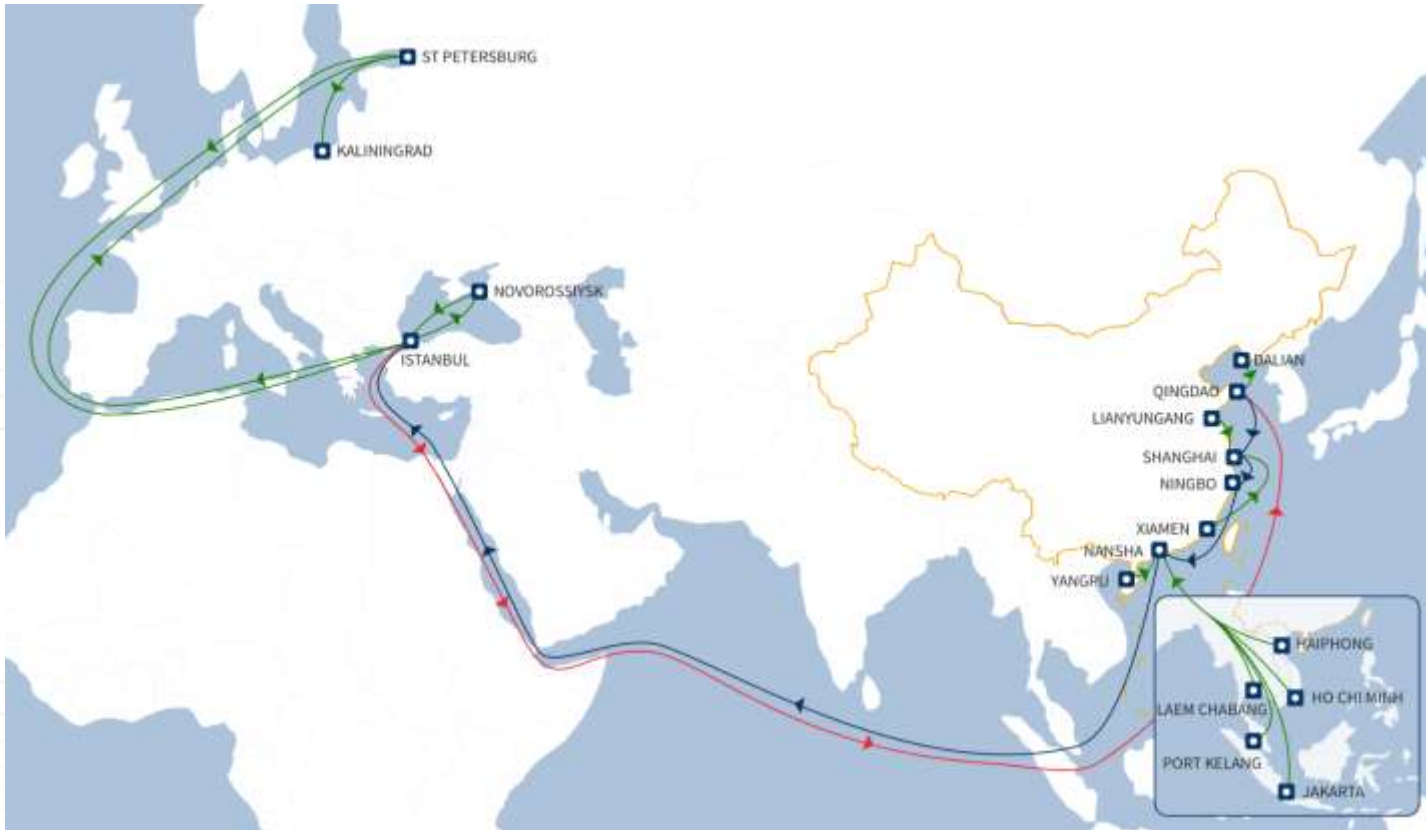 ST PETERSBURG
KALININGRAD
NOVOROSSIYSK
ISTANBUL
DALIAN
QINGDAO
LIANYUNGANG
SHANGHAI
NINGBO
XIAMEN
NANSHA
YANGPU
HAIPHONG
LAEM CHABANG
HO CHI MINH
PORT KELANG
JAKARTA